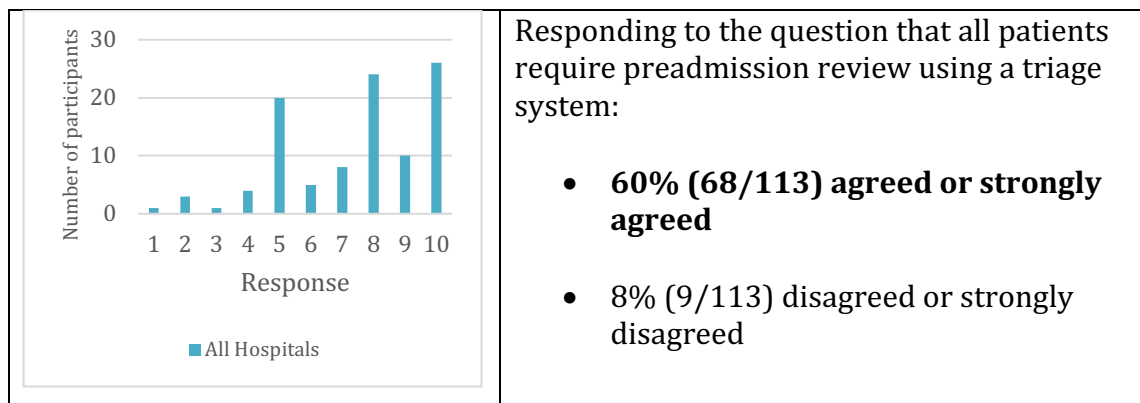 30
20
10
0
Number of participants
1 2 3 4 5 6 7 8 9 10
Response
All Hospitals
Responding to the question that all patients
require preadmission review using a triage
system:
• 60% (68/113) agreed or strongly
agreed
• 8% (9/113) disagreed or strongly
disagreed